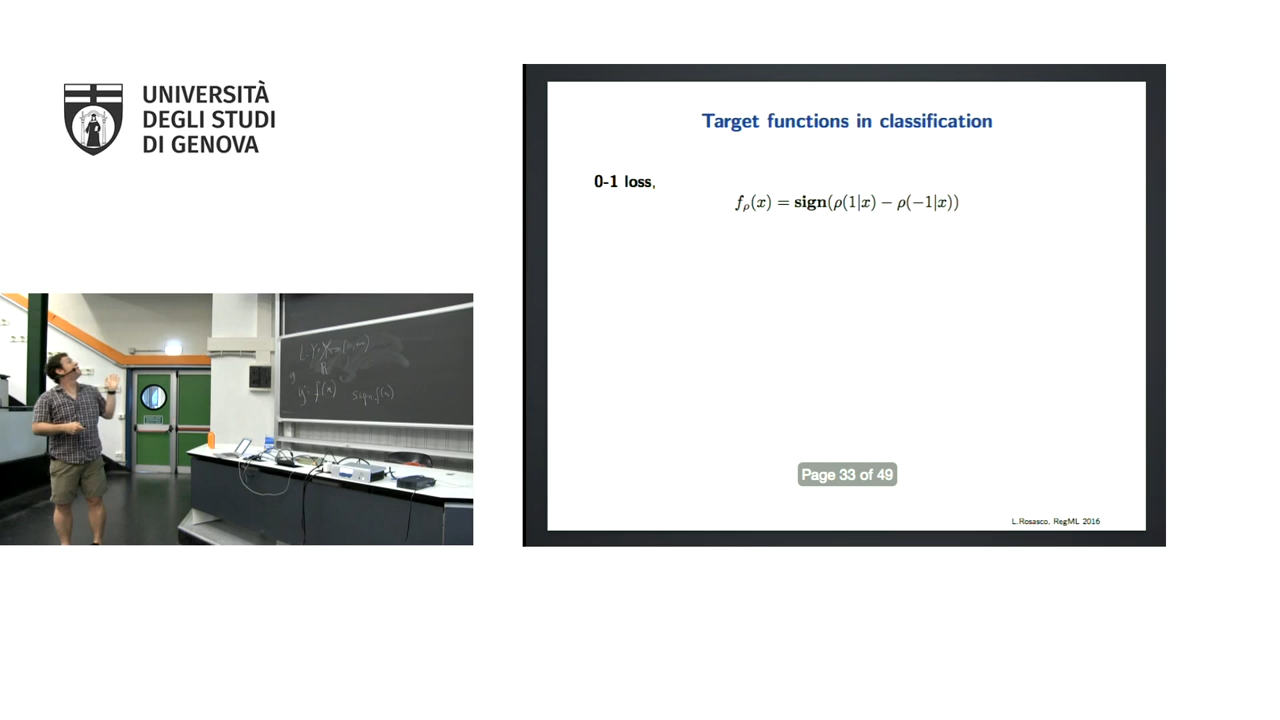 UNIVERSITÀ
DEGLI STUDI
DI GENOVA
Target functions in classification
0-1 loss,
fρ(x) = sign(ρ(1|x) − ρ(−1|x))
Page 33 of 49
L.Rosasco, RegML 2016
R
y f(x) sign f(x)